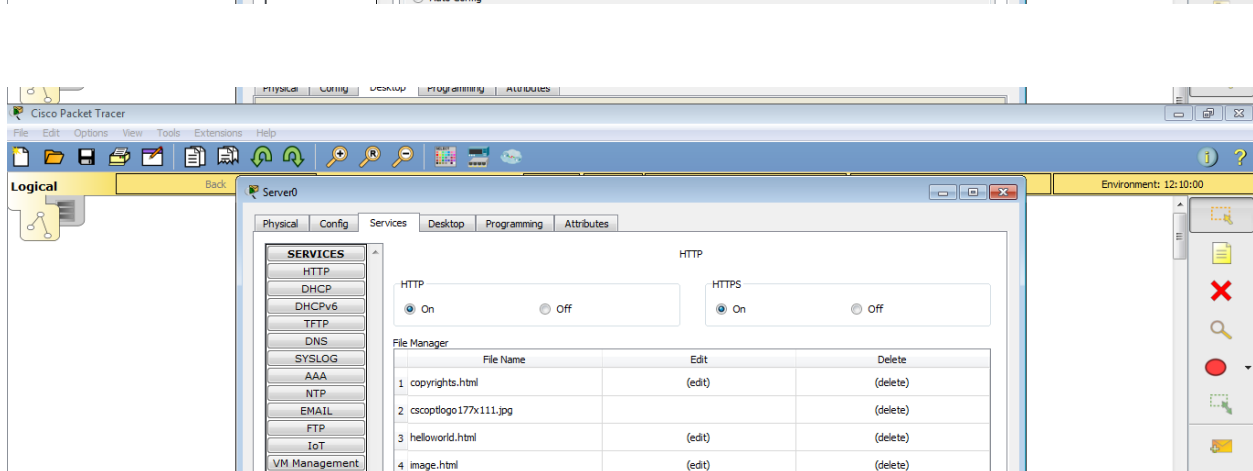 Auto Config
Physical Config Desktop Programming Attributes
Cisco Packet Tracer
File Edit Options View Tools Extensions Help
Logical Back Environment: 12:10:00
Server0
Physical Config Services Desktop Programming Attributes
SERVICES
HTTP
DHCP
DHCPv6
TFTP
DNS
SYSLOG
AAA
NTP
EMAIL
FTP
IoT
VM Management
HTTP
HTTP HTTPS
On Off On Off
File Manager
File Name Edit Delete
1 copyrights.html (edit) (delete)
2 cscoptlogo177x111.jpg (delete)
3 helloworld.html (edit) (delete)
4 image.html (edit) (delete)